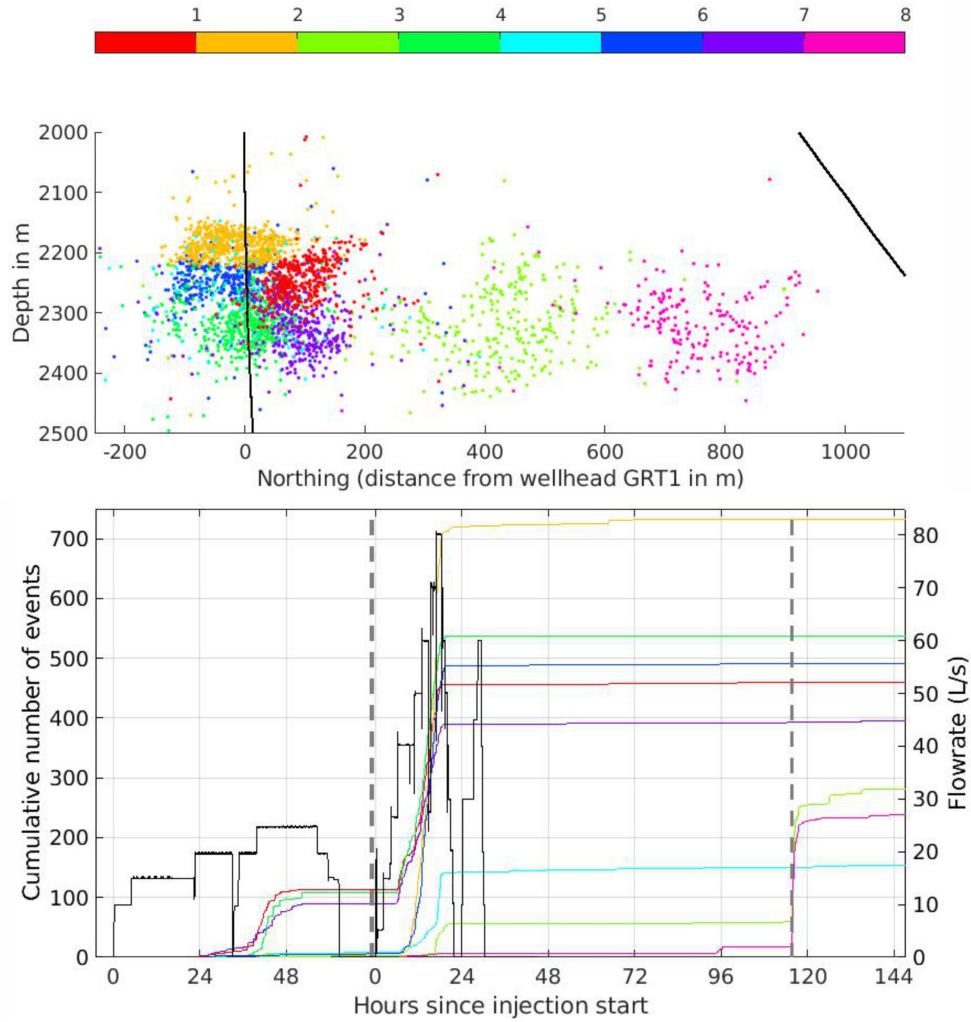 1 2 3 4 5 6 7 8
2000
2100
2200
2300
2400
2500
Depth in m
-200 0 200 400 600 800 1000
Northing (distance from wellhead GRT1 in m)
700
600
500
400
300
200
100
0
Cumulative number of events
80
70
60
50
40
30
20
10
0
Flowrate (L/s)
0 24 48 0 24 48 72 96 120 144
Hours since injection start